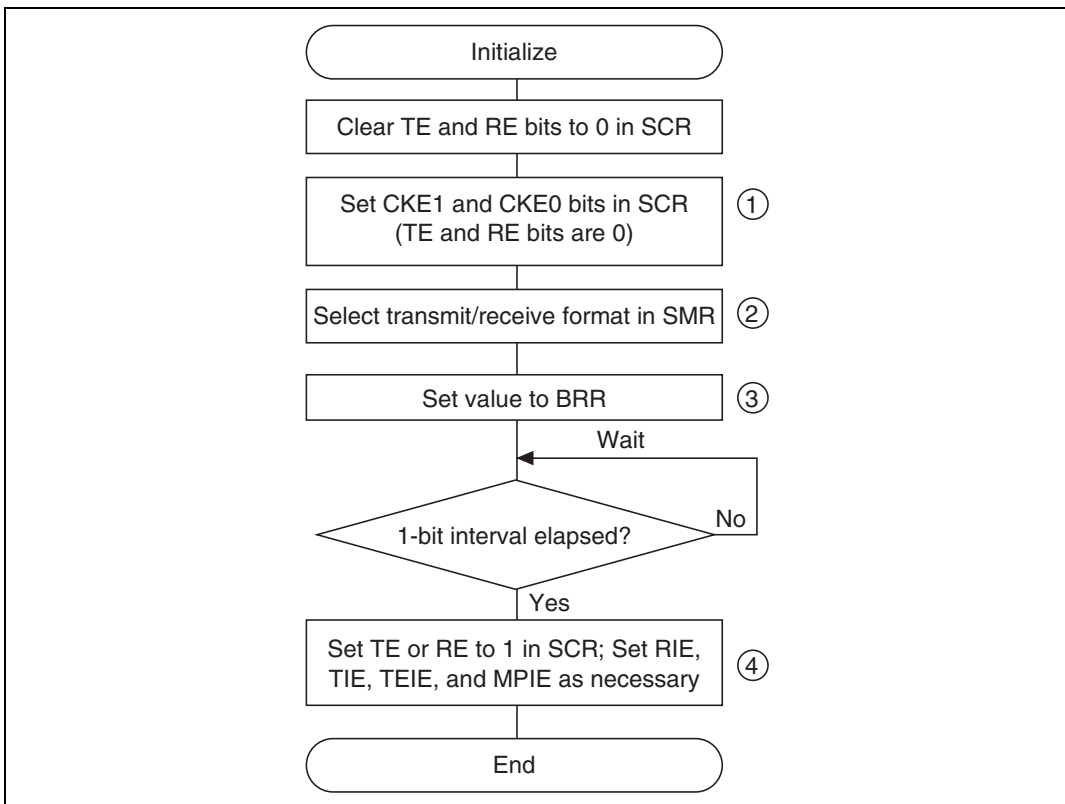 Initialize
Clear TE and RE bits to 0 in SCR
Set CKE1 and CKE0 bits in SCR
(TE and RE bits are 0)
①
Select transmit/receive format in SMR
②
Set value to BRR
③
Wait
1-bit interval elapsed?
No
Yes
Set TE or RE to 1 in SCR; Set RIE,
TIE, TEIE, and MPIE as necessary
④
End